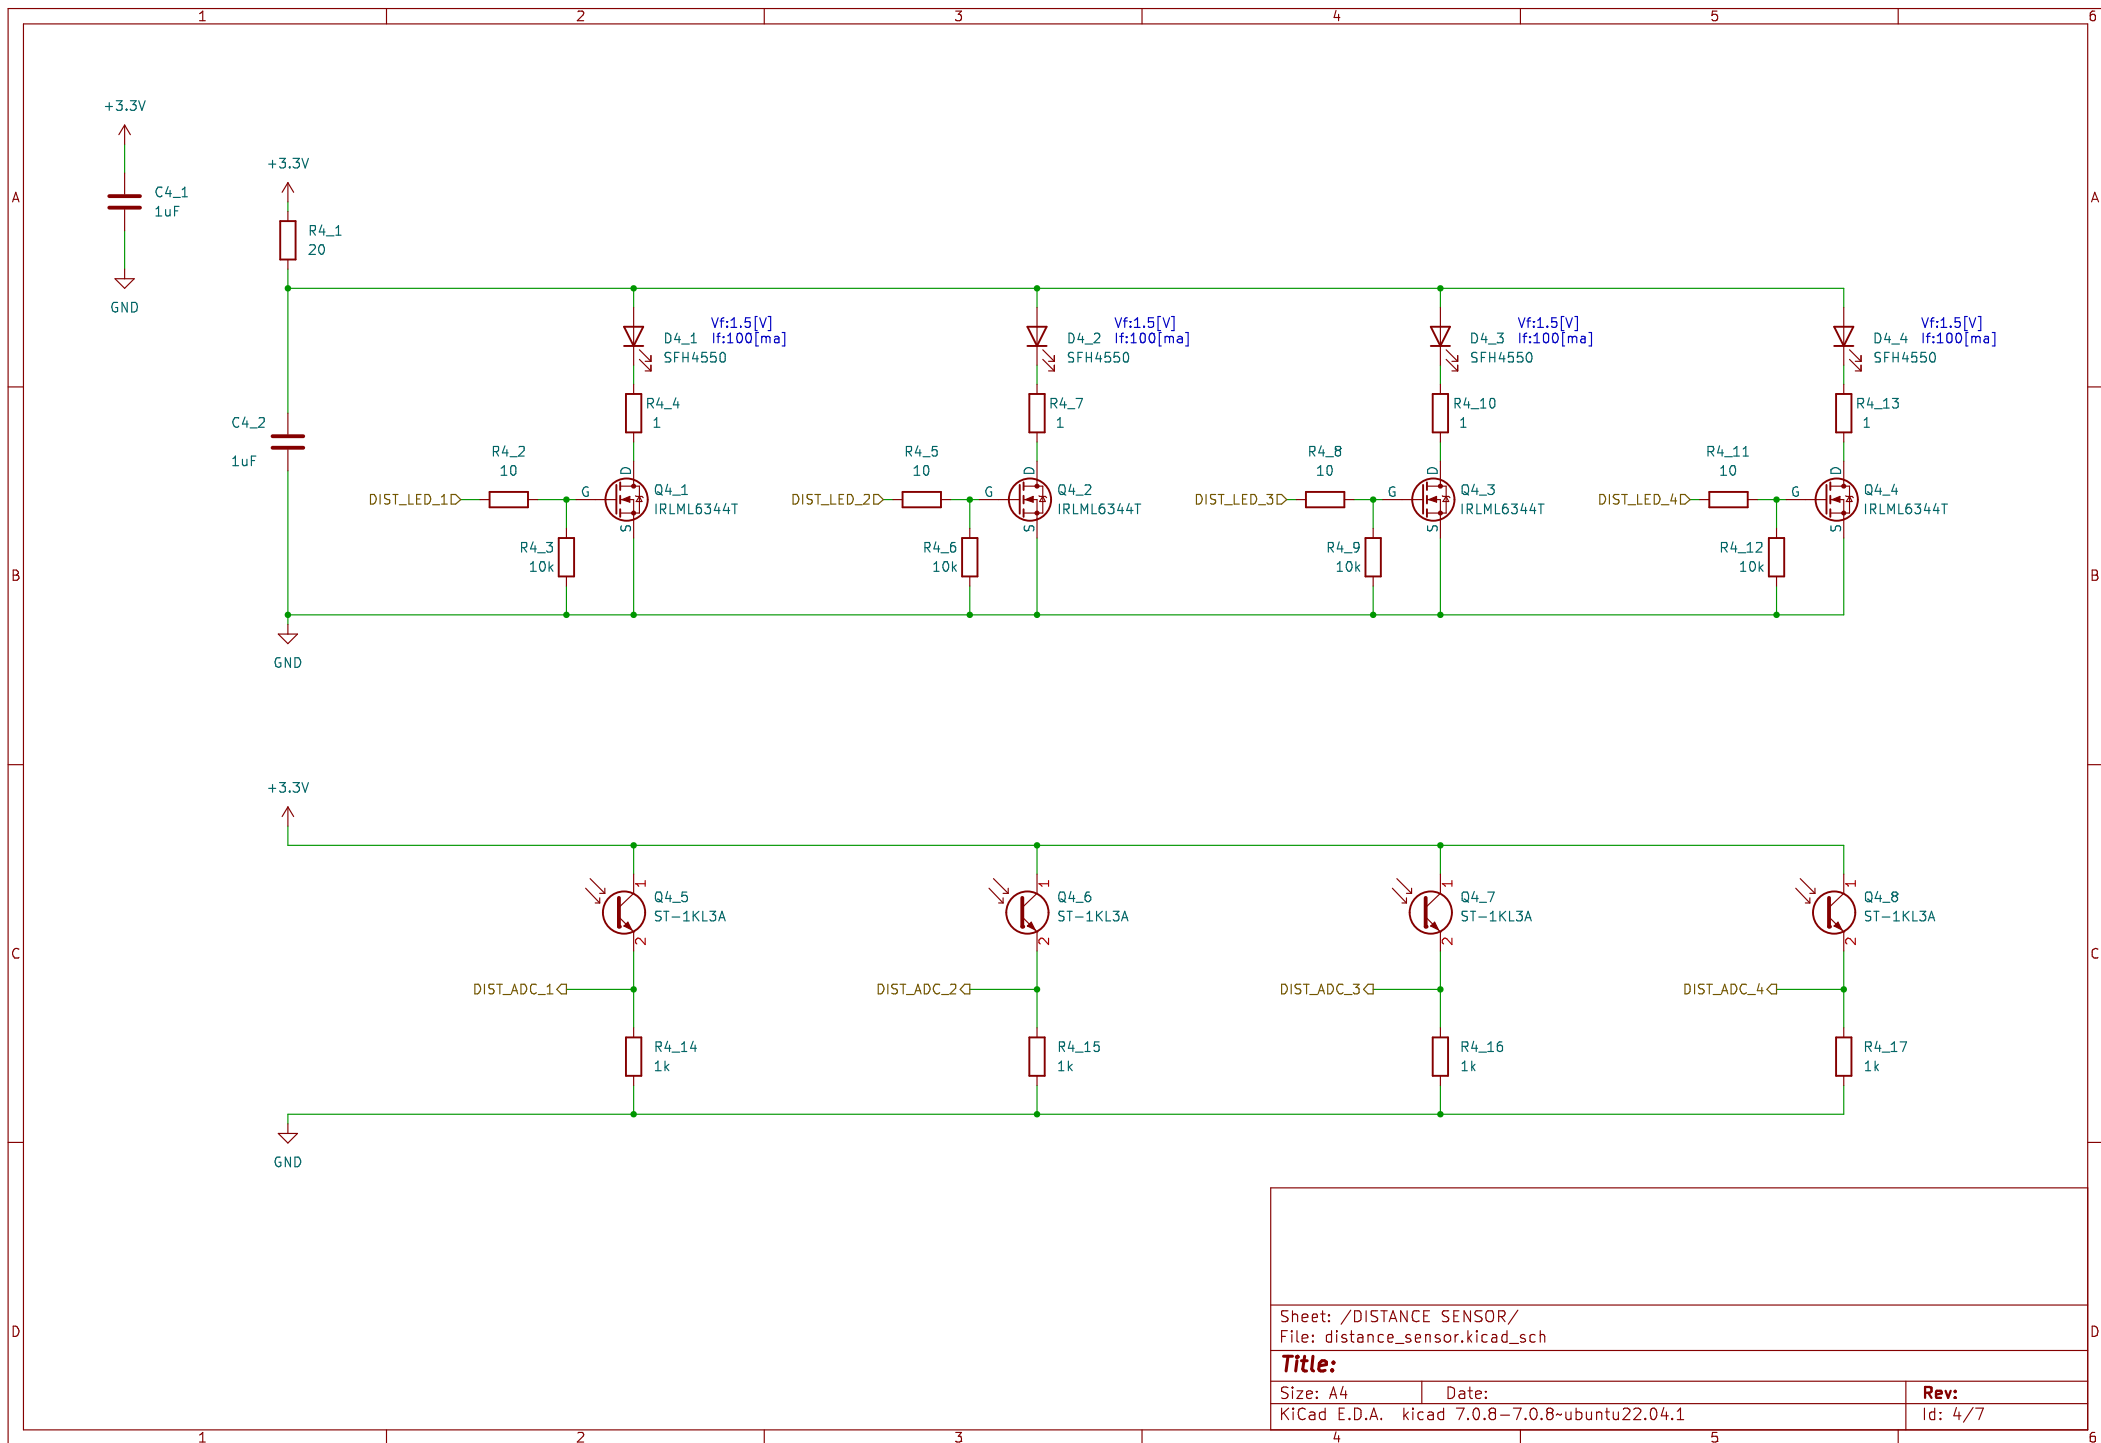 1 2 3 4 5 6
+3.3V
C4_1
1uF
GND
+3.3V
R4_1
20
A A
Vf:1.5[V]
If:100[ma]
D4_1
SFH4550
Vf:1.5[V]
If:100[ma]
D4_2
SFH4550
Vf:1.5[V]
If:100[ma]
D4_3
SFH4550
Vf:1.5[V]
If:100[ma]
D4_4
SFH4550
R4_4
1
R4_7
1
R4_10
1
R4_13
1
C4_2
1uF
R4_2
10
DIST_LED_1
G
D
S
Q4_1
IRLML6344T
R4_3
10k
R4_5
10
DIST_LED_2
G
D
S
Q4_2
IRLML6344T
R4_6
10k
R4_8
10
DIST_LED_3
G
D
S
Q4_3
IRLML6344T
R4_9
10k
R4_11
10
DIST_LED_4
G
D
S
Q4_4
IRLML6344T
R4_12
10k
B B
GND
+3.3V
1
Q4_5
ST-1KL3A
2
1
Q4_6
ST-1KL3A
2
1
Q4_7
ST-1KL3A
2
1
Q4_8
ST-1KL3A
2
C C
DIST_ADC_1
DIST_ADC_2
DIST_ADC_3
DIST_ADC_4
R4_14
1k
R4_15
1k
R4_16
1k
R4_17
1k
GND
D D
Sheet: /DISTANCE SENSOR/
File: distance_sensor.kicad_sch
Title:
Size: A4 Date: Rev:
KiCad E.D.A. kicad 7.0.8-7.0.8~ubuntu22.04.1 Id: 4/7
1 2 3 4 5 6